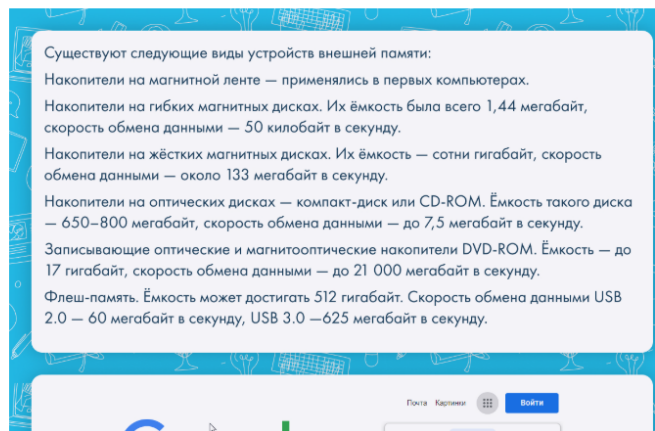 Существуют следующие виды устройств внешней памяти:
Накопители на магнитной ленте — применялись в первых компьютерах.
Накопители на гибких магнитных дисках. Их ёмкость была всего 1,44 мегабайт,
скорость обмена данными — 50 килобайт в секунду.
Накопители на жёстких магнитных дисках. Их ёмкость — сотни гигабайт, скорость
обмена данными — около 133 мегабайт в секунду.
Накопители на оптических дисках — компакт-диск или CD-ROM. Ёмкость такого диска
— 650–800 мегабайт, скорость обмена данными — до 7,5 мегабайт в секунду.
Записывающие оптические и магнитооптические накопители DVD-ROM. Ёмкость — до
17 гигабайт, скорость обмена данными — до 21 000 мегабайт в секунду.
Флеш-память. Ёмкость может достигать 512 гигабайт. Скорость обмена данными USB
2.0 — 60 мегабайт в секунду, USB 3.0 —625 мегабайт в секунду.
Почта Картинки Войти